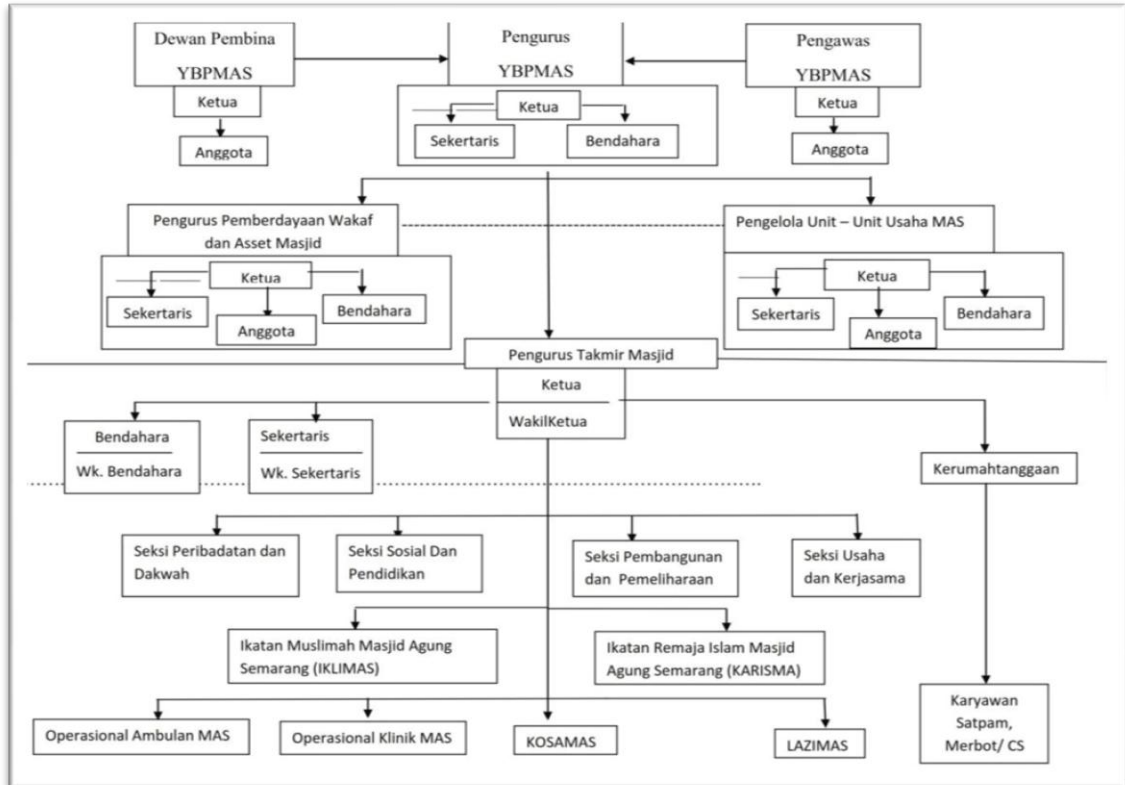 Dewan Pembina
YBPMAS
Ketua
Anggota
Pengurus
YBPMAS
Ketua
Sekertaris
Bendahara
Pengawas
YBPMAS
Ketua
Anggota
Pengurus Pemberdayaan Wakaf
dan Asset Masjid
Ketua
Sekertaris
Anggota
Bendahara
Pengelola Unit – Unit Usaha MAS
Ketua
Sekertaris
Anggota
Bendahara
Pengurus Takmir Masjid
Ketua
WakilKetua
Bendahara
Wk. Bendahara
Sekertaris
Wk. Sekertaris
Kerumahtanggaan
Seksi Peribadatan dan
Dakwah
Seksi Sosial Dan
Pendidikan
Seksi Pembangunan
dan Pemeliharaan
Seksi Usaha
dan Kerjasama
Ikatan Muslimah Masjid Agung
Semarang (IKLIMAS)
Ikatan Remaja Islam Masjid
Agung Semarang (KARISMA)
Operasional Ambulan MAS
Operasional Klinik MAS
KOSAMAS
LAZIMAS
Karyawan
Satpam,
Merbot/ CS